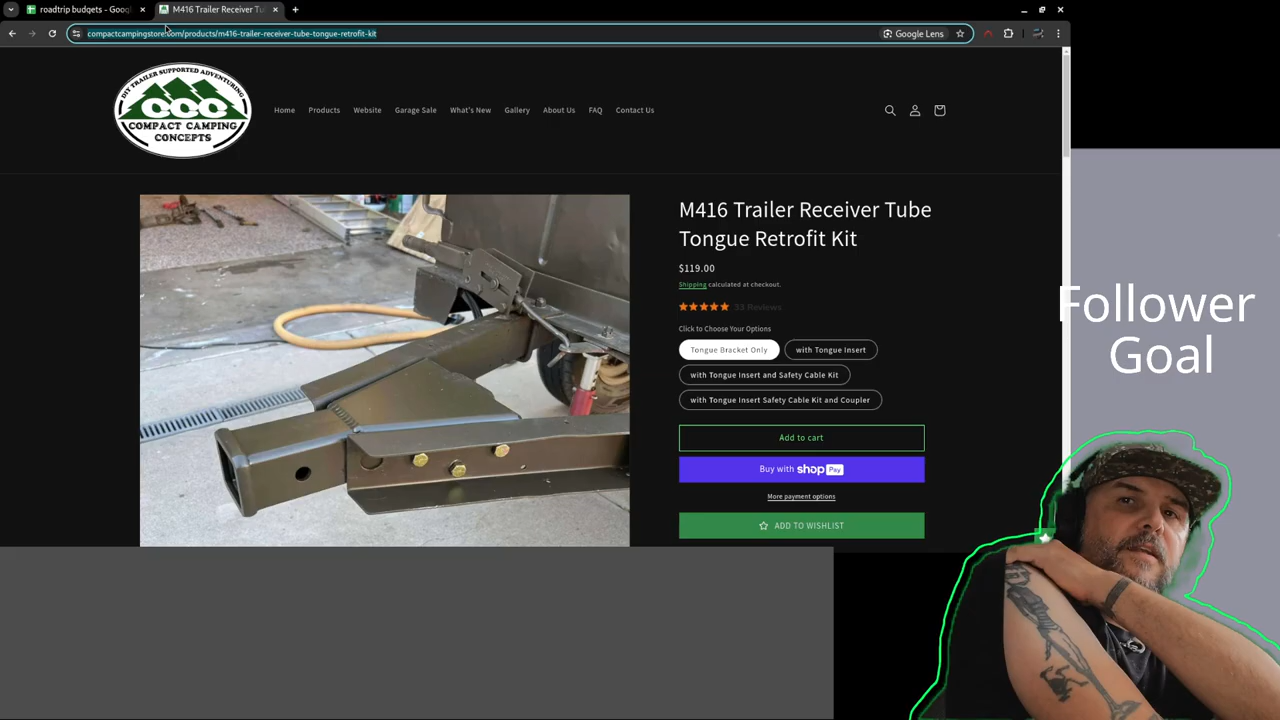 roadtrip budgets - Goog
M416 Trailer Receiver Tu
compactcampingstore.com/products/m416-trailer-receiver-tube-tongue-retrofit-kit
Google Lens
DIY TRAILER SUPPORTED ADVENTURING
CCC
COMPACT CAMPING
CONCEPTS
Home Products Website Garage Sale What's New Gallery About Us FAQ Contact Us
M416 Trailer Receiver Tube
Tongue Retrofit Kit
$119.00
Shipping calculated at checkout.
33 Reviews
Click to Choose Your Options
Tongue Bracket Only
with Tongue Insert
with Tongue Insert and Safety Cable Kit
with Tongue Insert Safety Cable Kit and Coupler
Add to cart
Buy with shop Pay
More payment options
ADD TO WISHLIST
Follower
Goal